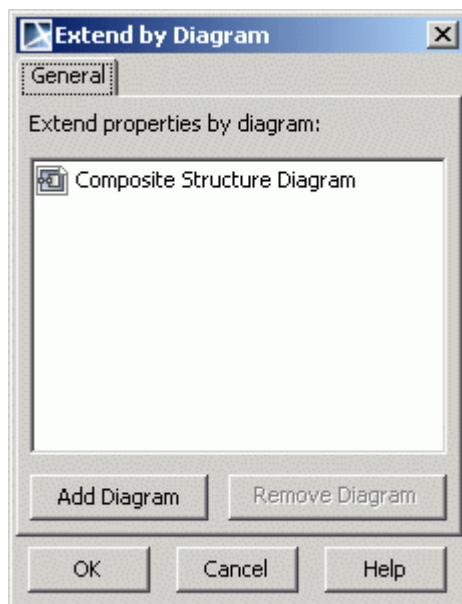 Extend by Diagram
General
Extend properties by diagram:
Composite Structure Diagram
Add Diagram Remove Diagram
OK Cancel Help